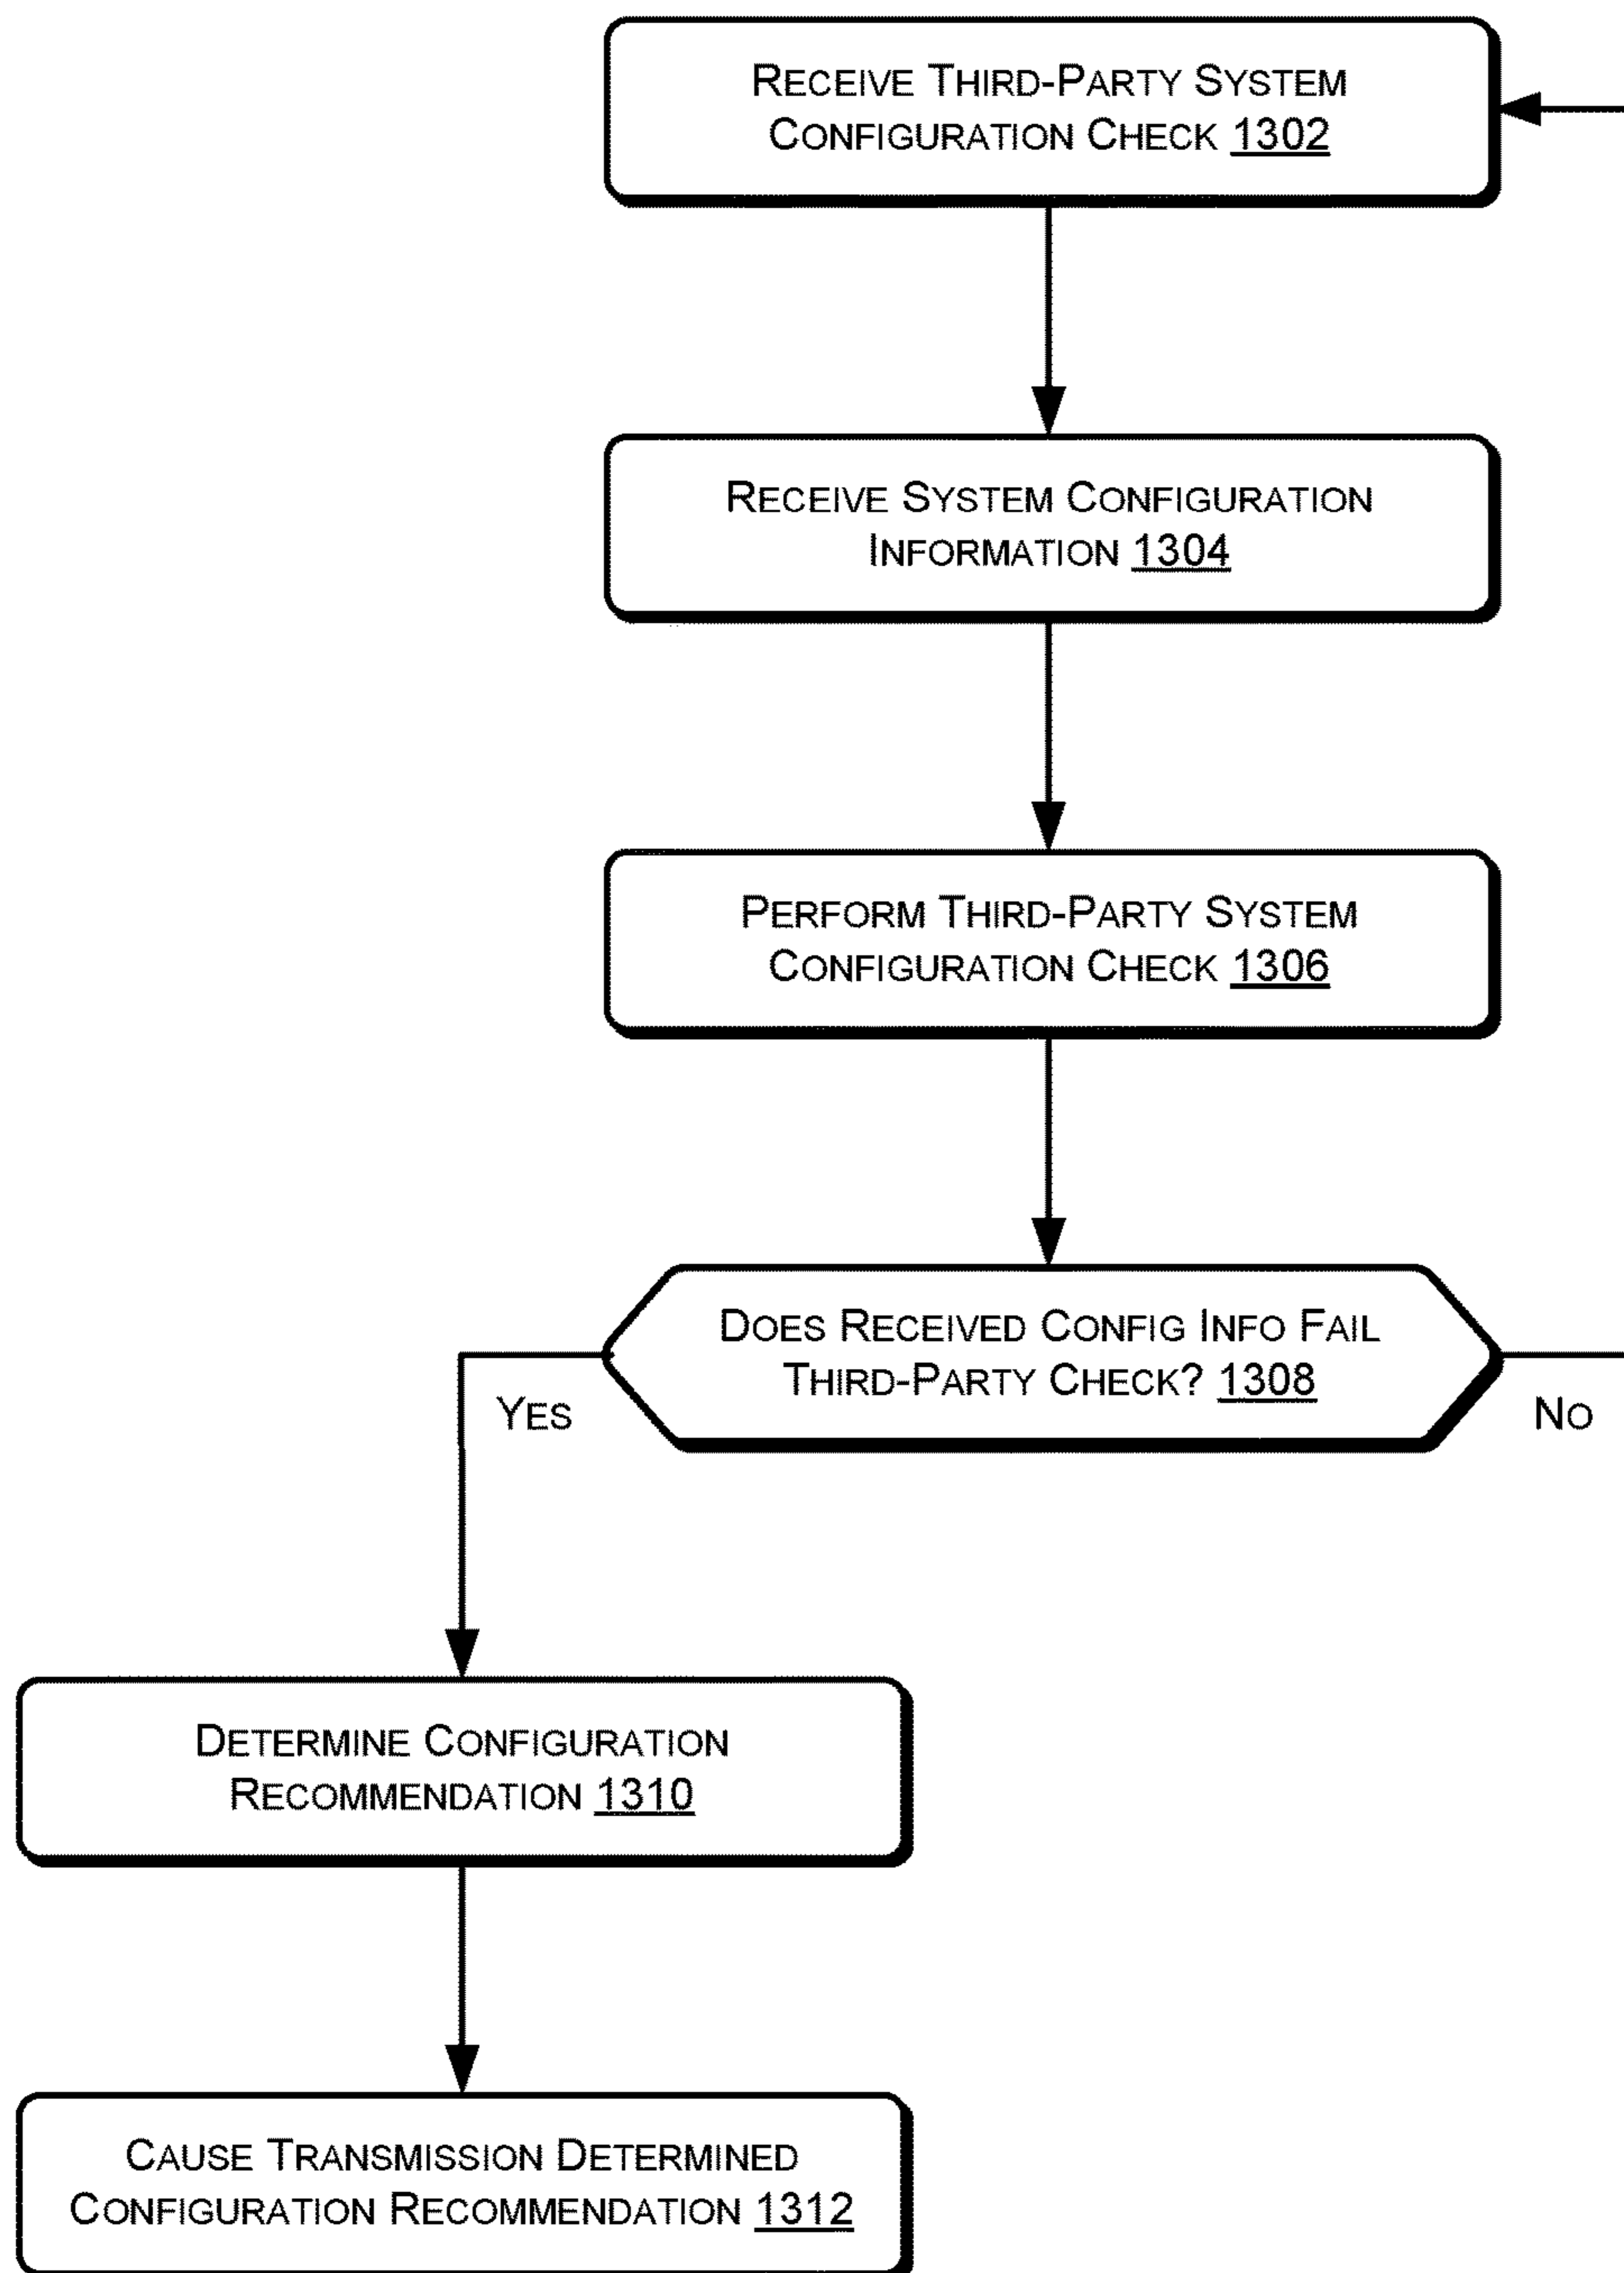 RECEIVE THIRD-PARTY SYSTEM
CONFIGURATION CHECK 1302
RECEIVE SYSTEM CONFIGURATION
INFORMATION 1304
PERFORM THIRD-PARTY SYSTEM
CONFIGURATION CHECK 1306
DOES RECEIVED CONFIG INFO FAIL
THIRD-PARTY CHECK? 1308
YES
NO
DETERMINE CONFIGURATION
RECOMMENDATION 1310
CAUSE TRANSMISSION DETERMINED
CONFIGURATION RECOMMENDATION 1312